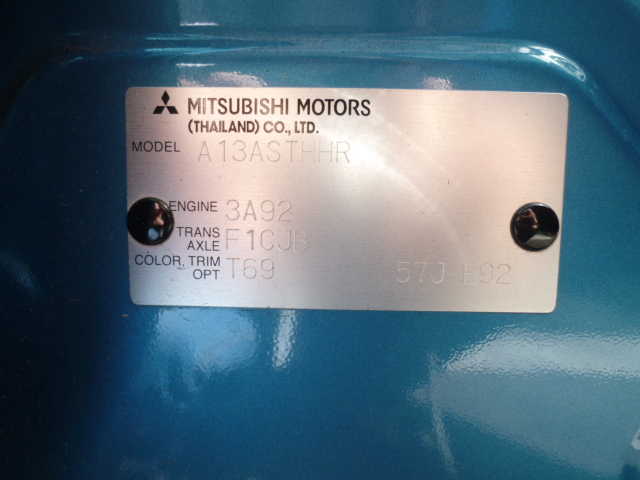 MITSUBISHI MOTORS
(THAILAND) CO., LTD.
MODEL A13ASTHHR
ENGINE 3A92
TRANS AXLE F1CJB
COLOR, TRIM OPT T69 57J E92